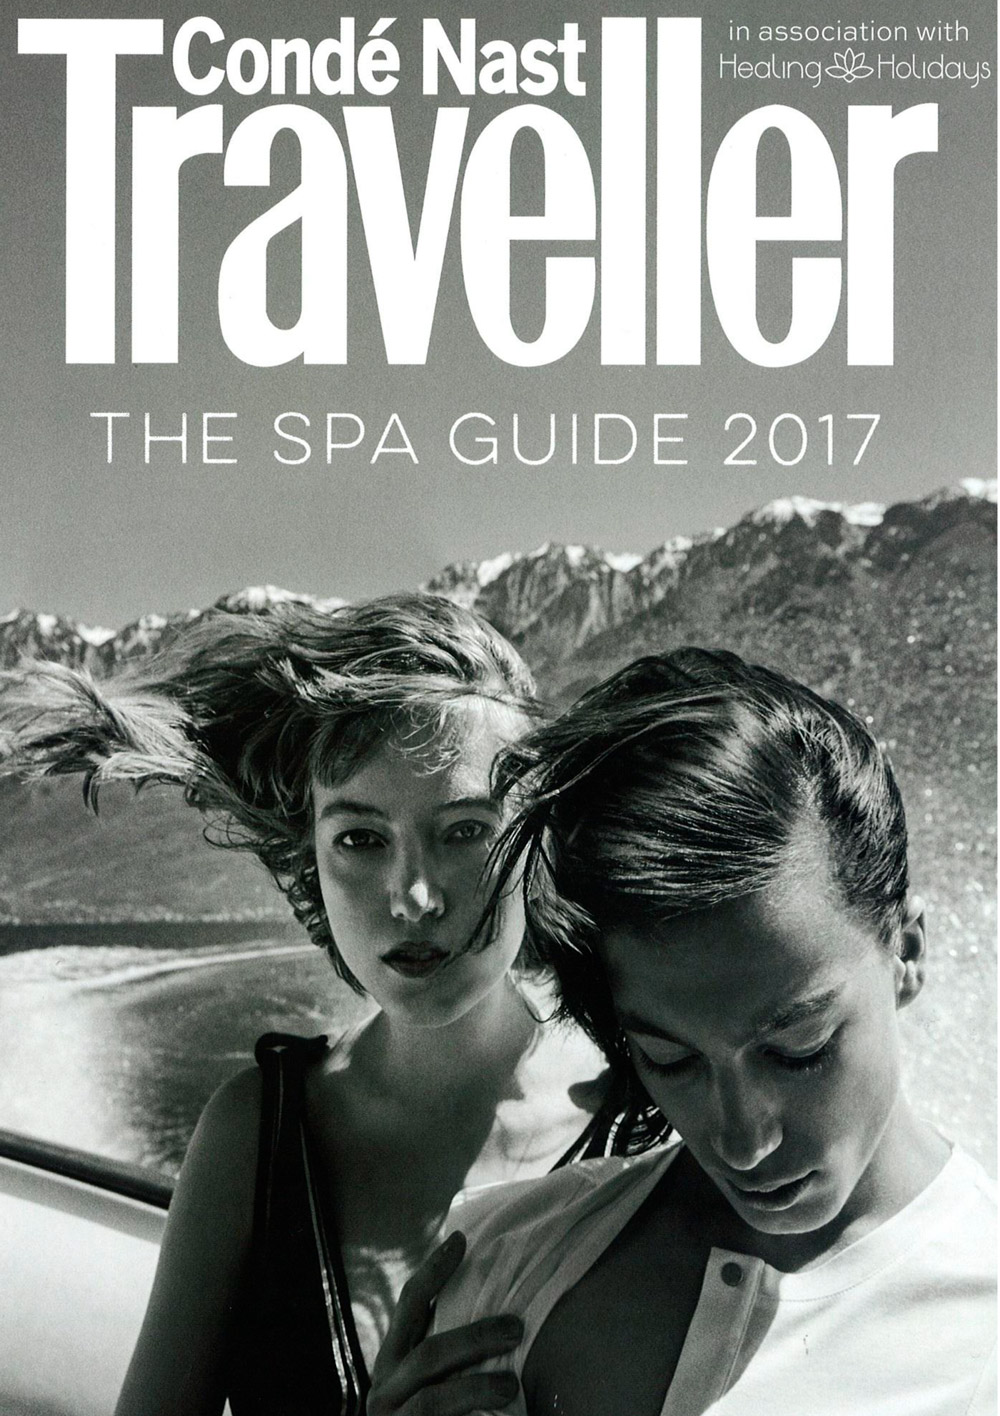 Condé Nast
Traveller
in association with
Healing Holidays
THE SPA GUIDE 2017